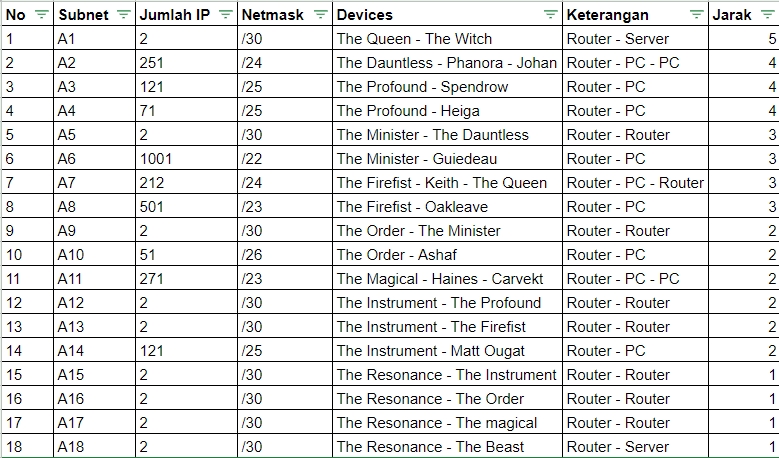 No Subnet Jumlah IP Netmask Devices Keterangan Jarak
1 A1 2 /30 The Queen - The Witch Router - Server 5
2 A2 251 /24 The Dauntless - Phanora - Johan Router - PC - PC 4
3 A3 121 /25 The Profound - Spendrow Router - PC 4
4 A4 71 /25 The Profound - Heiga Router - PC 4
5 A5 2 /30 The Minister - The Dauntless Router - Router 3
6 A6 1001 /22 The Minister - Guiedeau Router - PC 3
7 A7 212 /24 The Firefist - Keith - The Queen Router - PC - Router 3
8 A8 501 /23 The Firefist - Oakleave Router - PC 3
9 A9 2 /30 The Order - The Minister Router - Router 2
10 A10 51 /26 The Order - Ashaf Router - PC 2
11 A11 271 /23 The Magical - Haines - Carvekt Router - PC - PC 2
12 A12 2 /30 The Instrument - The Profound Router - Router 2
13 A13 2 /30 The Instrument - The Firefist Router - Router 2
14 A14 121 /25 The Instrument - Matt Ougat Router - PC 2
15 A15 2 /30 The Resonance - The Instrument Router - Router 1
16 A16 2 /30 The Resonance - The Order Router - Router 1
17 A17 2 /30 The Resonance - The magical Router - Router 1
18 A18 2 /30 The Resonance - The Beast Router - Server 1